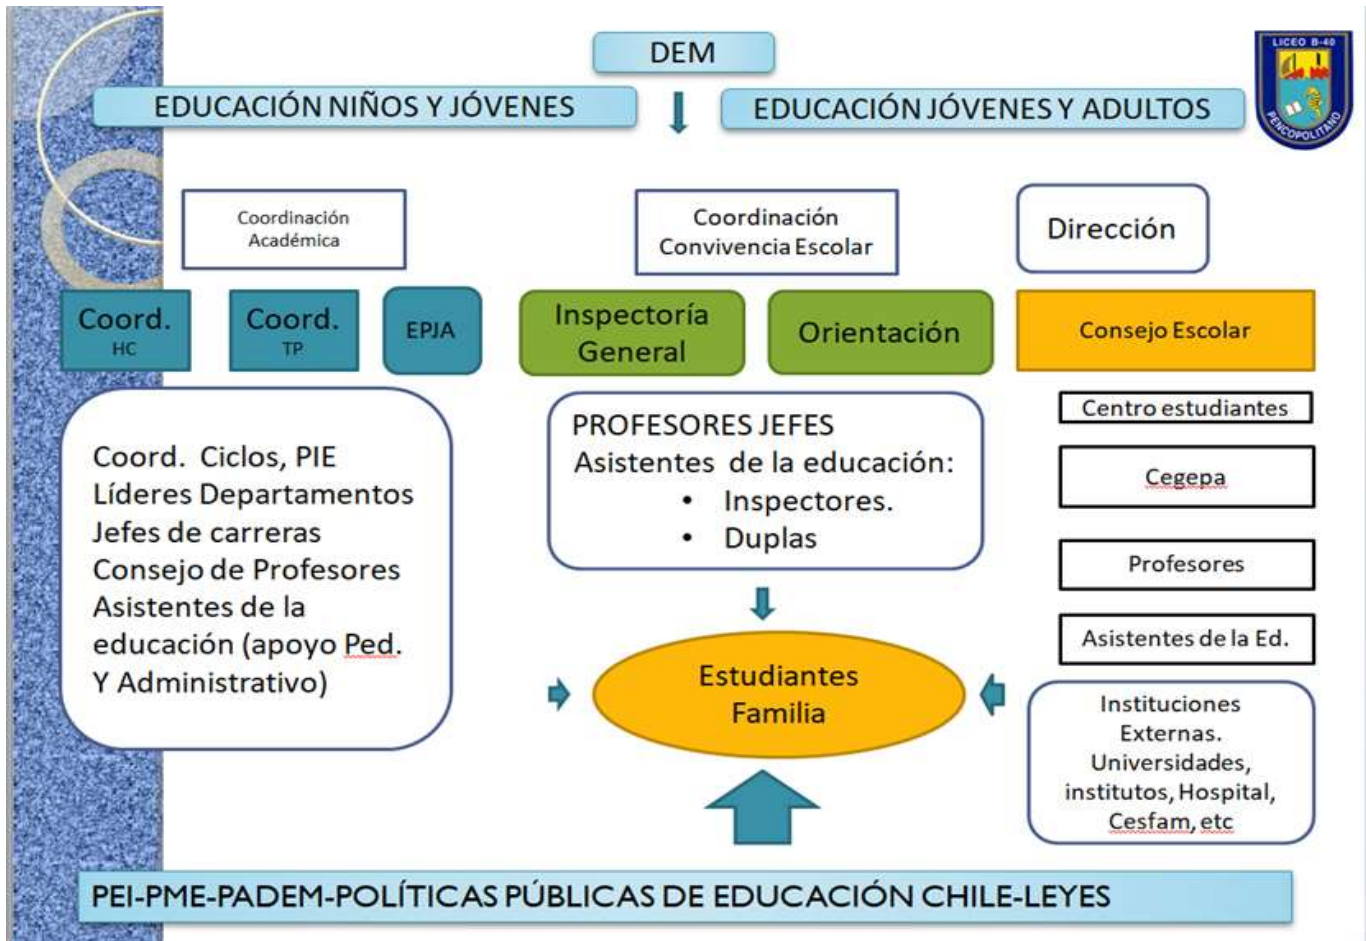 DEM
EDUCACIÓN NIÑOS Y JÓVENES
EDUCACIÓN JÓVENES Y ADULTOS
LICEO B-40
PENCOPOLITANO
Coordinación
Académica
Coordinación
Convivencia Escolar
Dirección
Coord.
HC
Coord.
TP
EPJA
Inspectoría
General
Orientación
Consejo Escolar
Coord. Ciclos, PIE
Líderes Departamentos
Jefes de carreras
Consejo de Profesores
Asistentes de la
educación (apoyo Ped.
Y Administrativo)
PROFESORES JEFES
Asistentes de la educación:
• Inspectores.
• Duplas
Centro estudiantes
Cegepa
Profesores
Asistentes de la Ed.
Instituciones
Externas.
Universidades,
institutos, Hospital,
Cesfam, etc
Estudiantes
Familia
PEI-PME-PADEM-POLÍTICAS PÚBLICAS DE EDUCACIÓN CHILE-LEYES